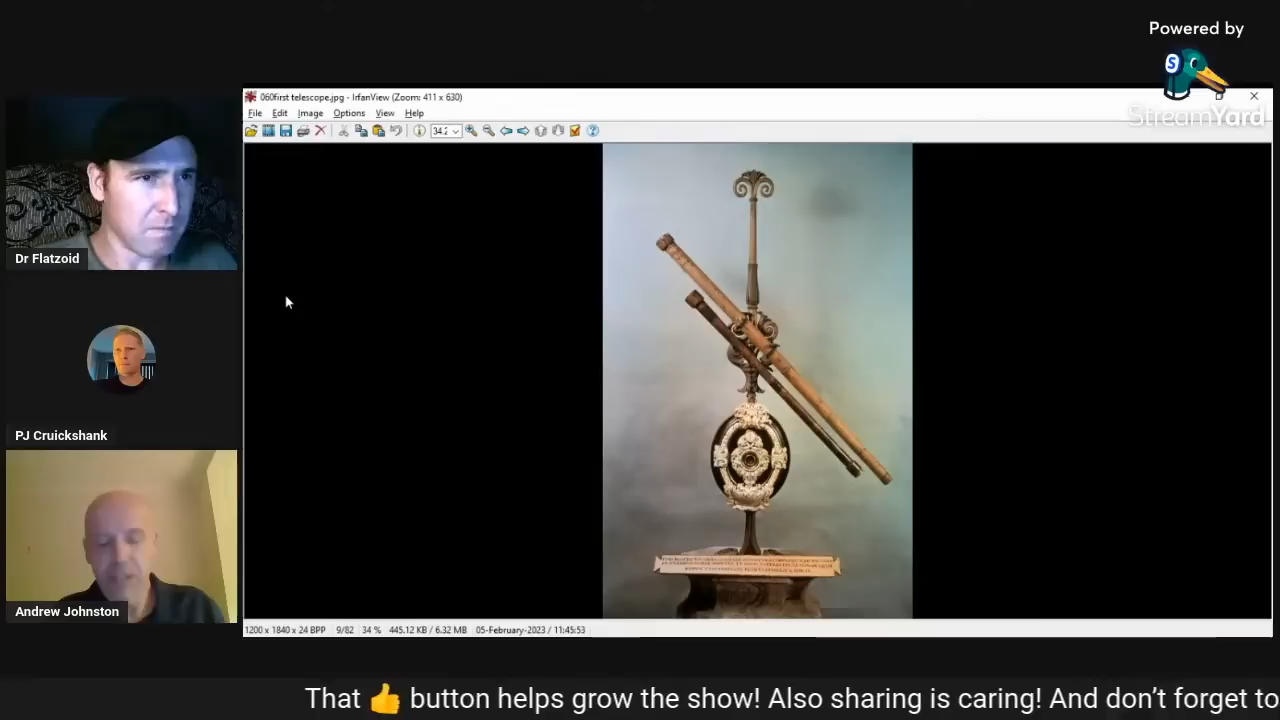 Powered by
StreamYard
060first telescope.jpg - IrfanView (Zoom: 411 x 630)
File Edit Image Options View Help
34.2
Dr Flatzoid
PJ Cruickshank
Andrew Johnston
1200 x 1840 x 24 BPP 9/82 34 % 445.12 KB / 6.32 MB 05-February-2023 / 11:45:53
That 👍 button helps grow the show! Also sharing is caring! And don’t forget to